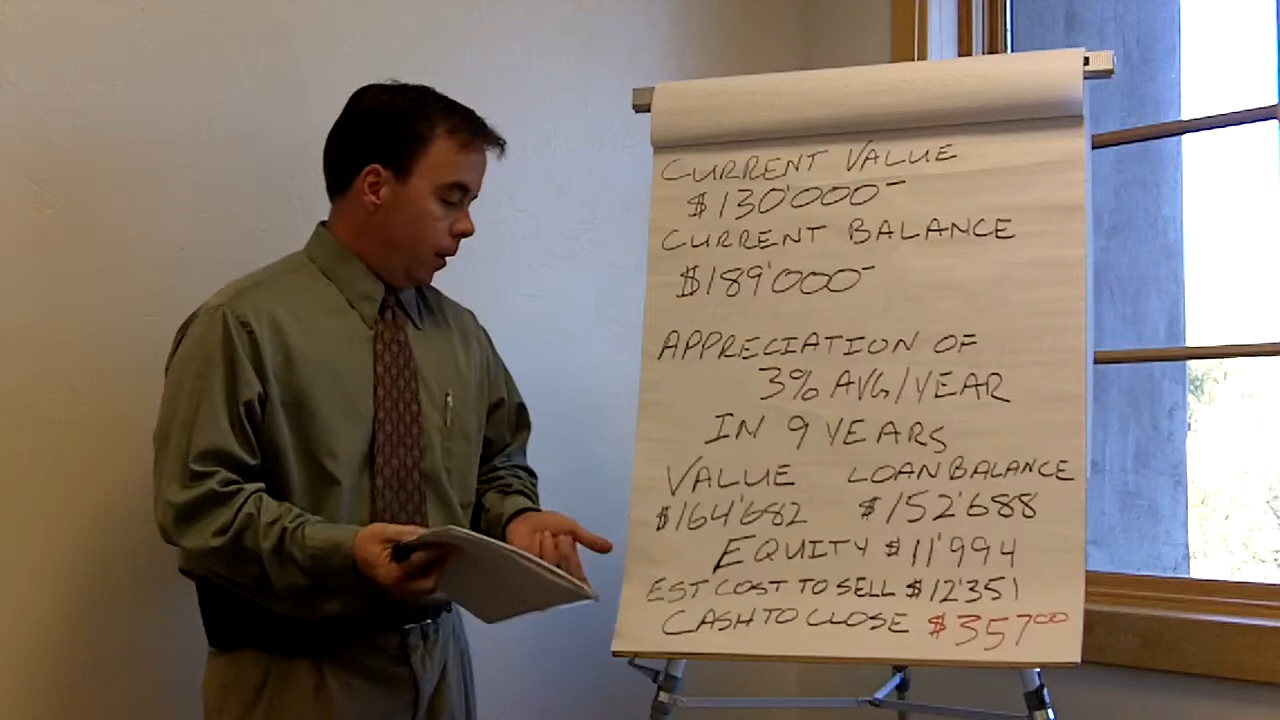 CURRENT VALUE
$130'000-
CURRENT BALANCE
$189'000-
APPRECIATION OF
3% AVG/YEAR
IN 9 YEARS
VALUE LOAN BALANCE
$164'682 $152'688
EQUITY $11'994
EST COST TO SELL $12'351
CASH TO CLOSE $357.00